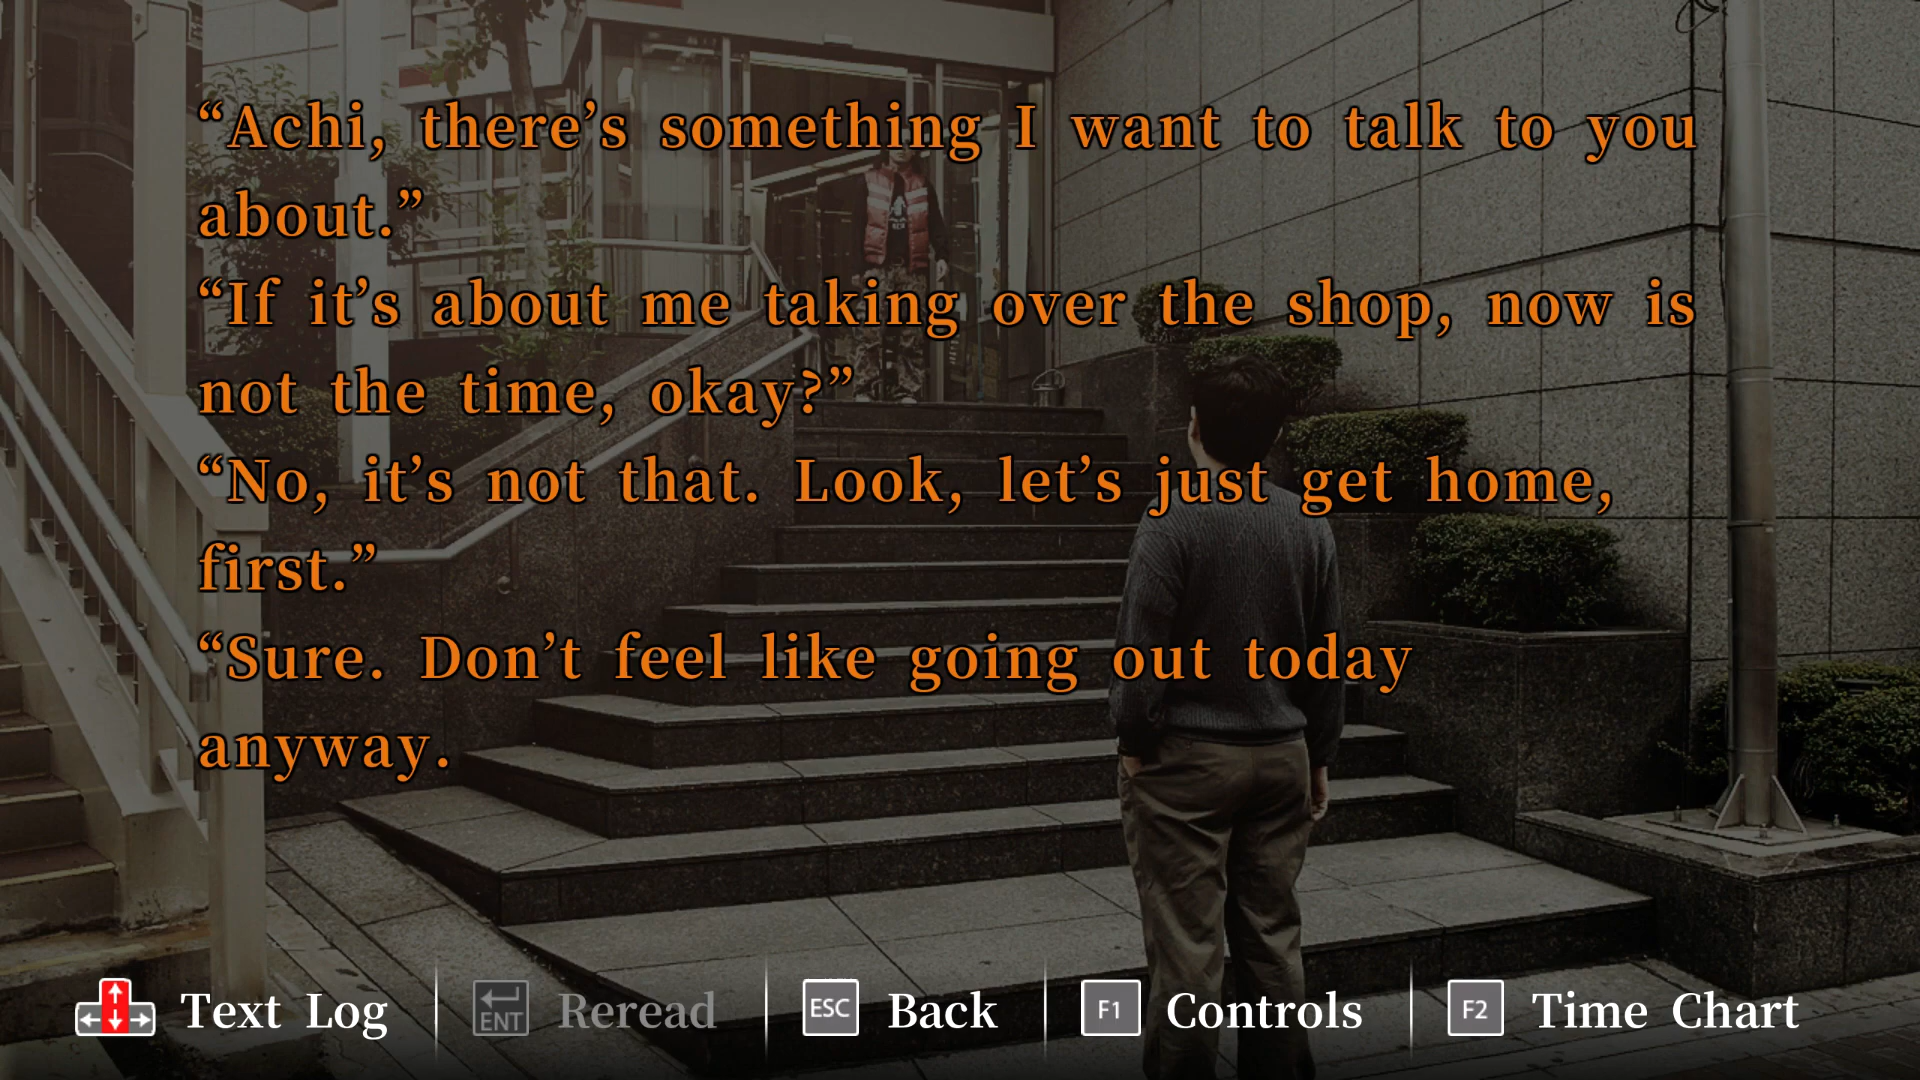 “Achi, there’s something I want to talk to you
about.”
“If it’s about me taking over the shop, now is
not the time, okay?”
“No, it’s not that. Look, let’s just get home,
first.”
“Sure. Don’t feel like going out today
anyway.
Text Log
ENT Reread
ESC Back
F1 Controls
F2 Time Chart